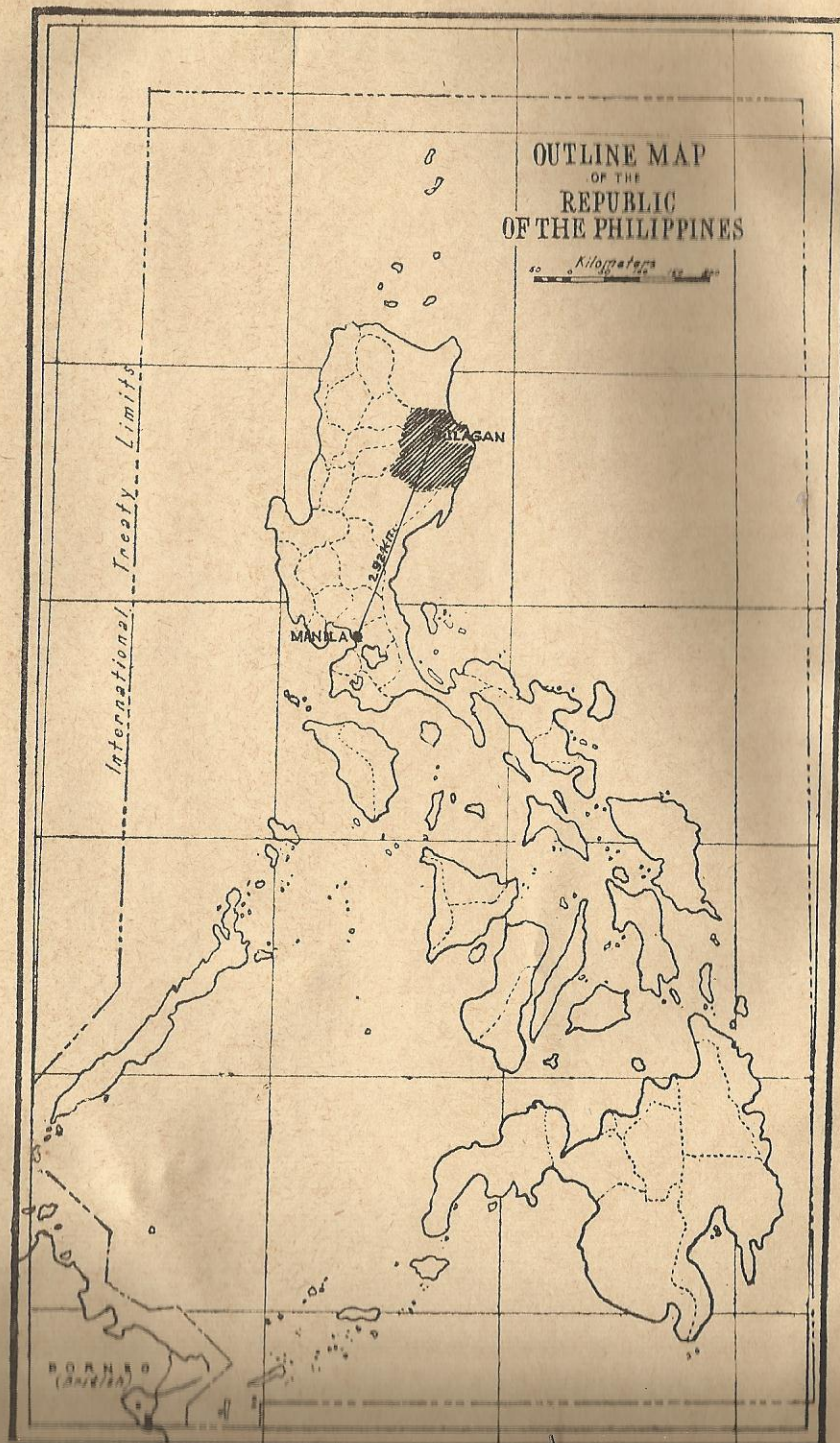 OUTLINE MAP
OF THE
REPUBLIC
OF THE PHILIPPINES
Kilometers
International Treaty Limits
MANILA
BORNEO